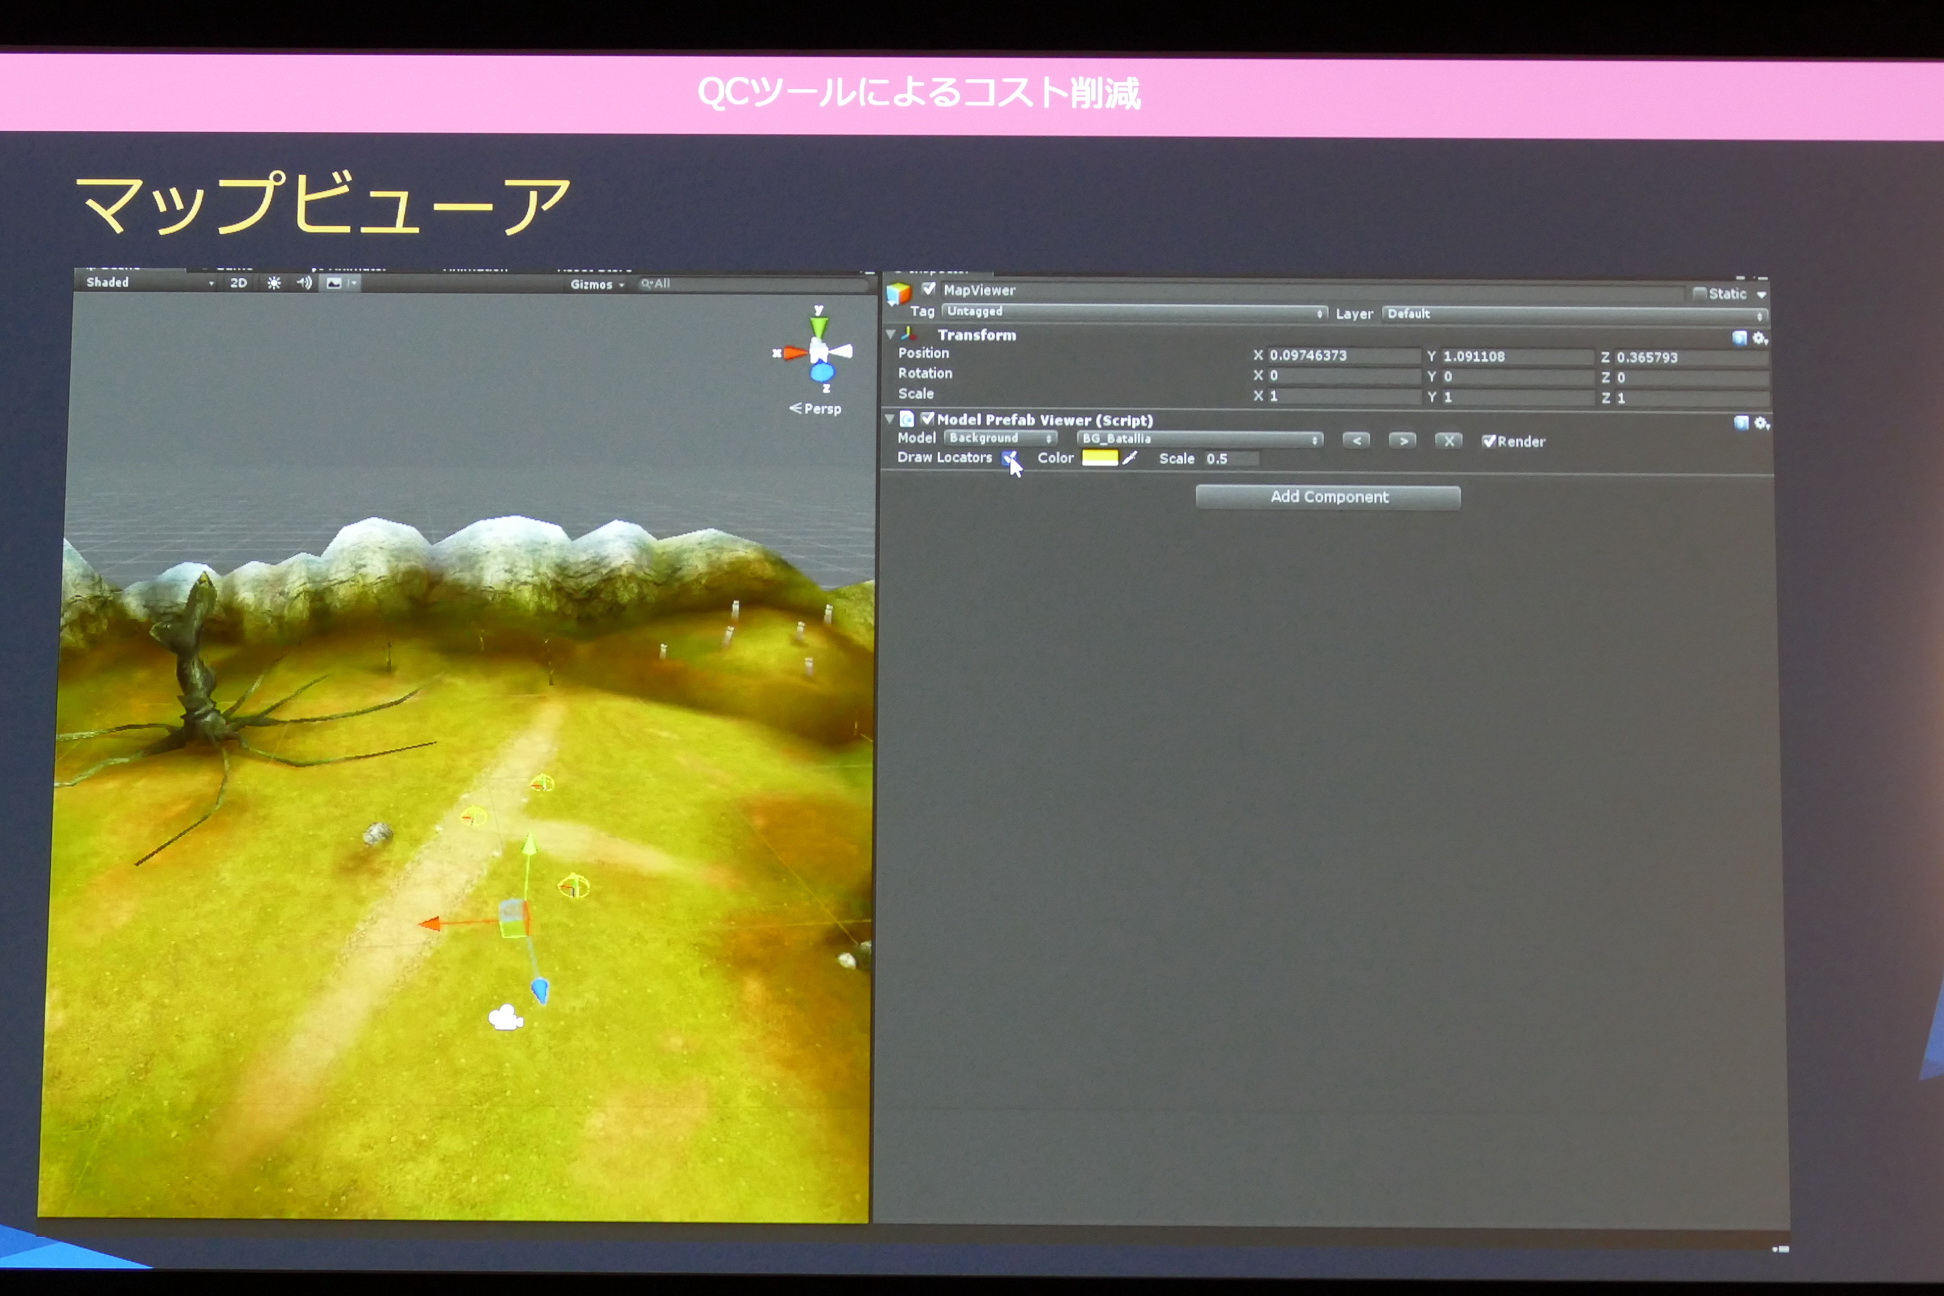 QCツールによるコスト削減
マップビューア
Shaded 2D Gizmos All
y
x
z
Persp
MapViewer Static
Tag Untagged Layer Default
Transform
Position X 0.09746373 Y 1.091108 Z 0.365793
Rotation X 0 Y 0 Z 0
Scale X 1 Y 1 Z 1
Model Prefab Viewer (Script)
Model Background BG_Batallia < > X Render
Draw Locators Color Scale 0.5
Add Component